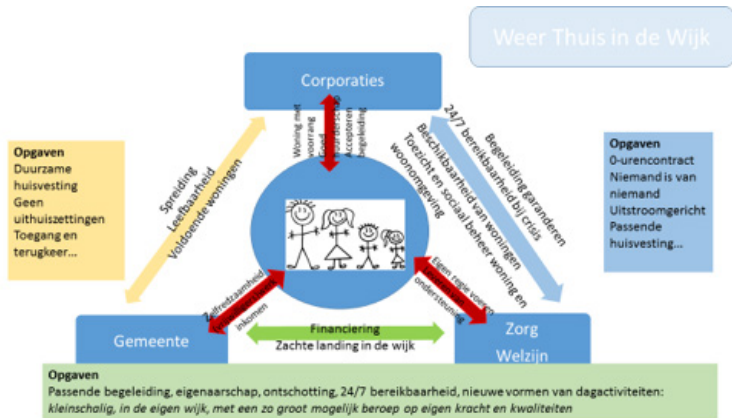 Weer Thuis in de Wijk
Corporaties
Woning met
voorrang
Goed
huurderschap
Accepteren
begeleiding
Opgaven
Duurzame
huisvesting
Geen
uithuiszettingen
Toegang en
terugkeer...
Spreiding
Leefbaarheid
Voldoende woningen
Begeleiding garanderen
24/7 bereikbaarheid bij crisis
Beschikbaarheid van woningen
Toezicht en sociaal beheer woning en
woonomgeving
Opgaven
0-urencontract
Niemand is van
niemand
Uitstroomgericht
Passende
huisvesting...
Zelfredzaamheid
inkomen
Eigen regie voeren
ondersteuning
Gemeente
Financiering
Zachte landing in de wijk
Zorg
Welzijn
Opgaven
Passende begeleiding, eigenaarschap, ontschotting, 24/7 bereikbaarheid, nieuwe vormen van dagactiviteiten:
kleinschalig, in de eigen wijk, met een zo groot mogelijk beroep op eigen kracht en kwaliteiten